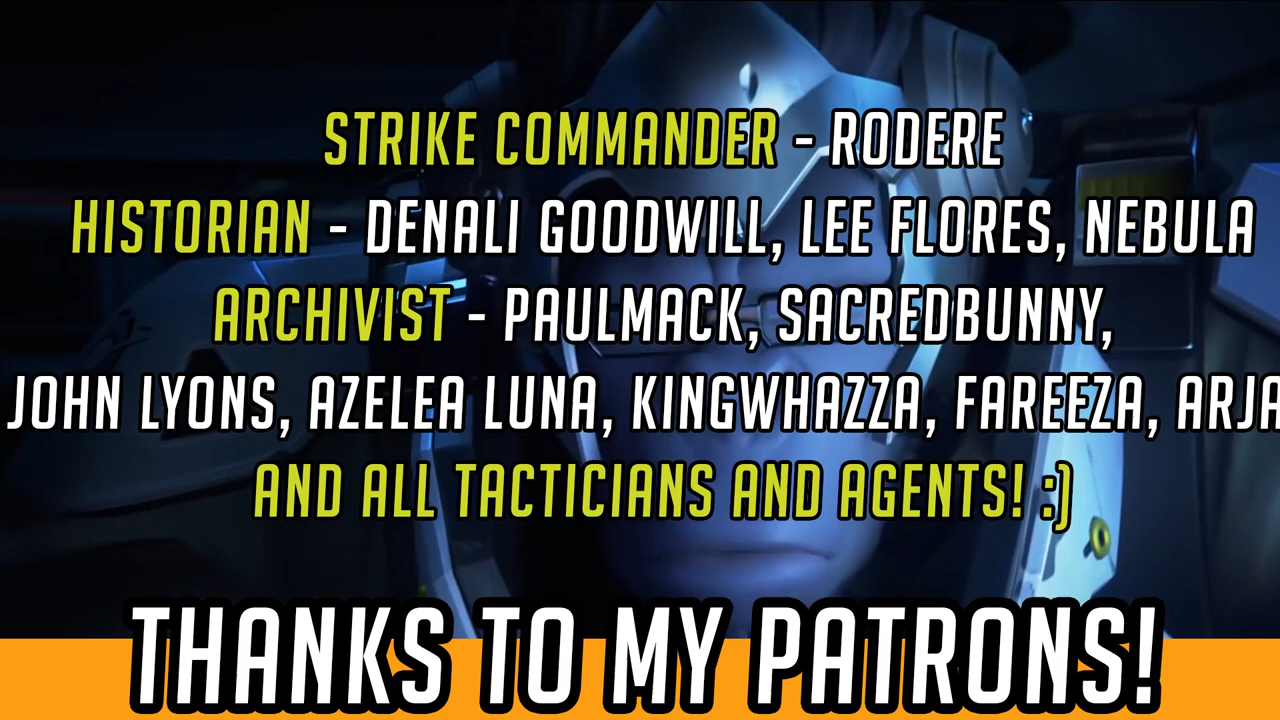 STRIKE COMMANDER - RODERE
HISTORIAN - DENALI GOODWILL, LEE FLORES, NEBULA
ARCHIVIST - PAULMACK, SACREDBUNNY,
JOHN LYONS, AZELEA LUNA, KINGWHAZZA, FAREEZA, ARJA
AND ALL TACTICIANS AND AGENTS! :)
THANKS TO MY PATRONS!